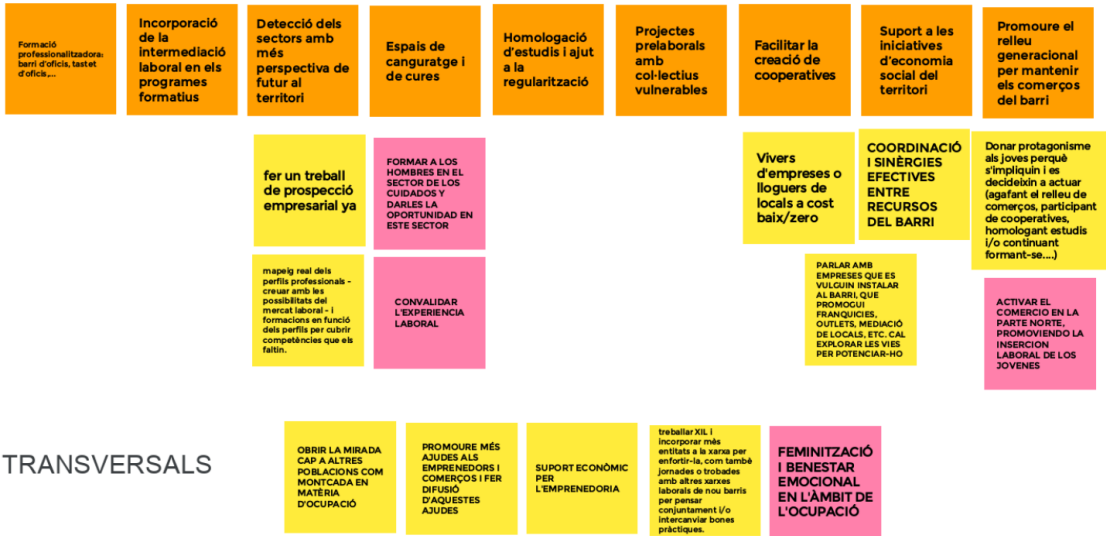 Formació
professionalitzadora:
barri d'oficis, tastet
d'oficis,...
Incorporació
de la
intermediació
laboral en els
programes
formatius
Detecció dels
sectors amb
més
perspectiva de
futur al
territori
Espais de
canguratge i
de cures
Homologació
d'estudis i ajut
a la
regularització
Projectes
prelaborals
amb
col·lectius
vulnerables
Facilitar la
creació de
cooperatives
Suport a les
iniciatives
d'economia
social del
territori
Promoure el
relleu
generacional
per mantenir
els comerços
del barri
fer un treball
de prospecció
empresarial ya
FORMAR A LOS
HOMBRES EN EL
SECTOR DE LOS
CUIDADOS Y
DARLES LA
OPORTUNIDAD EN
ESTE SECTOR
Vivers
d'empreses o
lloguers de
locals a cost
baix/zero
COORDINACIÓ
I SINÈRGIES
EFECTIVES
ENTRE
RECURSOS
DEL BARRI
Donar protagonisme
als joves perquè
s'impliquin i es
decideixin a actuar
(agafant el relleu de
comerços, participant
de cooperatives,
homologant estudis
i/o continuant
formant-se....)
mapeig real dels
perfils professionals -
creuar amb les
possibilitats del
mercat laboral - i
formacions en funció
dels perfils per cubrir
competències que els
faltin.
CONVALIDAR
L'EXPERIENCIA
LABORAL
PARLAR AMB
EMPRESES QUE ES
VULGUIN INSTALAR
AL BARRI, QUE
PROMOGUI
FRANQUICIES,
OUTLETS, MEDIACIÓ
DE LOCALS, ETC. CAL
EXPLORAR LES VIES
PER POTENCIAR-HO
ACTIVAR EL
COMERCIO EN LA
PARTE NORTE,
PROMOVIENDO LA
INSERCION
LABORAL DE LOS
JOVENES
TRANSVERSALS
OBRIR LA MIRADA
CAP A ALTRES
POBLACIONS COM
MONTCADA EN
MATÈRIA
D'OCUPACIÓ
PROMOURE MÉS
AJUDES ALS
EMPRENEDORS I
COMERÇOS I FER
DIFUSIÓ
D'AQUESTES
AJUDES
SUPORT ECONÒMIC
PER
L'EMPRENEDORIA
treballar XIL i
incorporar més
entitats a la xarxa per
enfortir-la, com també
jornades o trobades
amb altres xarxes
laborals de nou barris
per pensar
conjuntament i/o
intercanviar bones
pràctiques.
FEMINITZACIÓ
I BENESTAR
EMOCIONAL
EN L'ÀMBIT DE
L'OCUPACIÓ